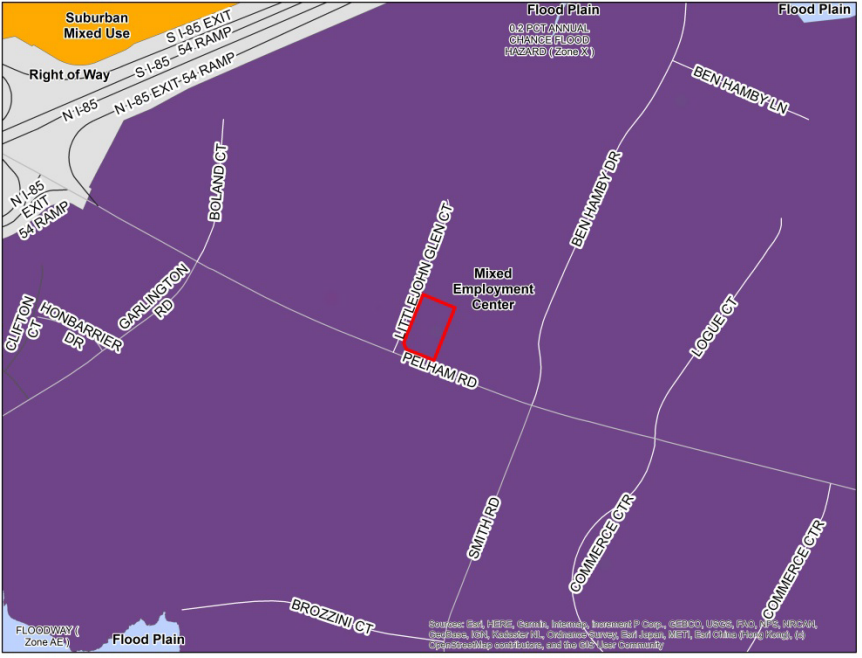 Suburban
Mixed Use
Flood Plain
Flood Plain
0.2 PCT ANNUAL
CHANCE FLOOD
HAZARD ( Zone X )
S I-85 EXIT
54 RAMP
S I-85
Right of Way
N I-85 EXIT 54 RAMP
N I-85
BEN HAMBY LN
BOLAND CT
BEN HAMBY DR
N I-85
EXIT
54 RAMP
LITTLEJOHN GLEN CT
Mixed
Employment
Center
GARLINGTON
RD
CLIFTON
CT
HONBARRIER
DR
LOGUE CT
PELHAM RD
SMITH RD
COMMERCE CTR
COMMERCE CTR
BROZZINI CT
FLOODWAY (
Zone AE )
Flood Plain
Sources: Esri, HERE, Garmin, Intermap, increment P Corp., GEBCO, USGS, FAO, NPS, NRCAN,
GeoBase, IGN, Kadaster NL, Ordnance Survey, Esri Japan, METI, Esri China (Hong Kong), (c)
OpenStreetMap contributors, and the GIS User Community